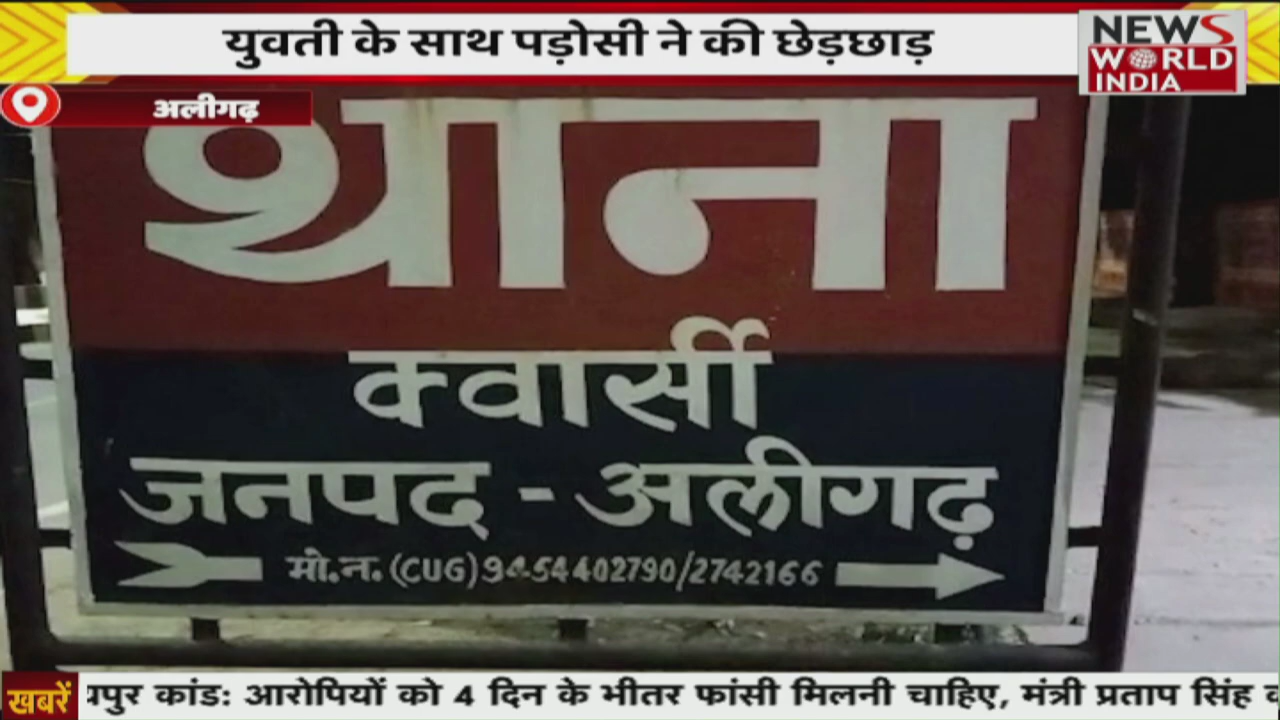 युवती के साथ पड़ोसी ने की छेड़छाड़
NEWS
WORLD
INDIA
अलीगढ़
थाना
क्वार्सी
जनपद - अलीगढ़
मो.न. (CUG) 9454402790/2742166
खबरें
कांड: आरोपियों को 4 दिन के भीतर फांसी मिलनी चाहिए, मंत्री प्रताप सिंह